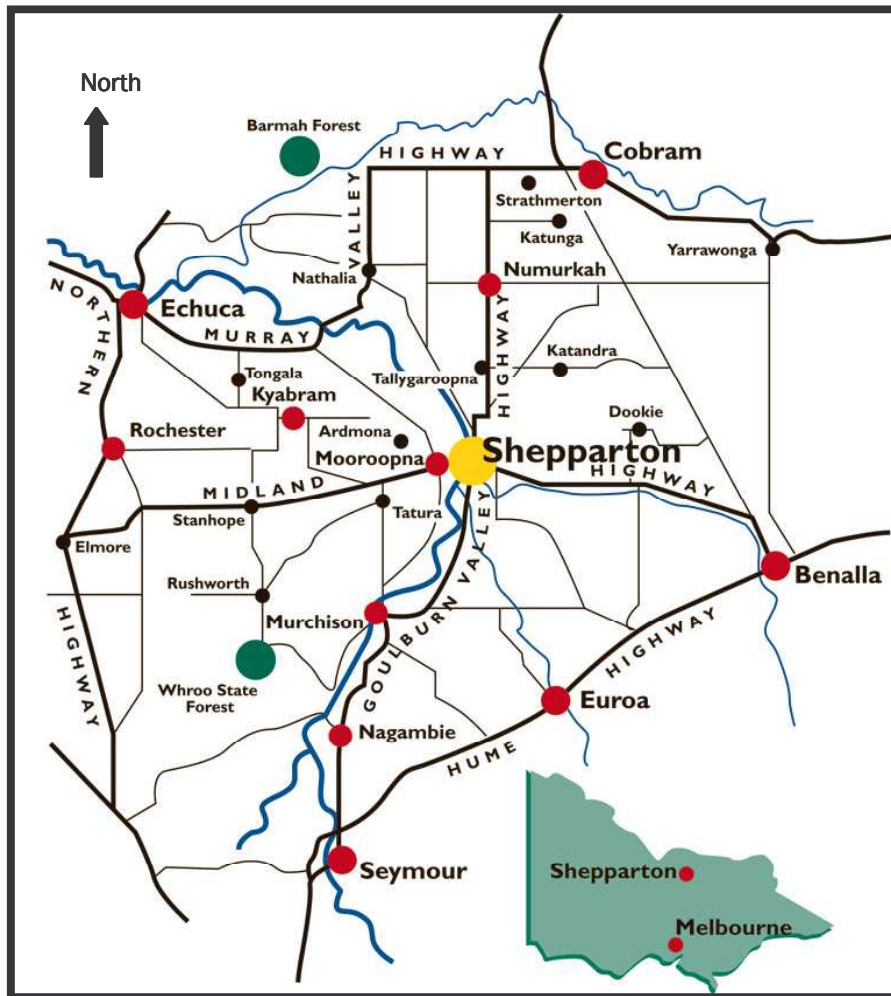 North
Barmah Forest
HIGHWAY
Cobram
VALLEY
Strathmerton
Katunga
Yarrawonga
Nathalia
Numurkah
NORTHERN
Echuca
MURRAY
HIGHWAY
Tongala
Tallygaroopna
Katandra
Kyabram
Dookie
Rochester
Ardmona
Mooroopna
Shepparton
MIDLAND
HIGHWAY
Stanhope
Tatura
Elmore
GOULBURN VALLEY
Rushworth
Benalla
Murchison
HIGHWAY
HIGHWAY
Whroo State
Forest
Euroa
Nagambie
HUME
Seymour
Shepparton
Melbourne